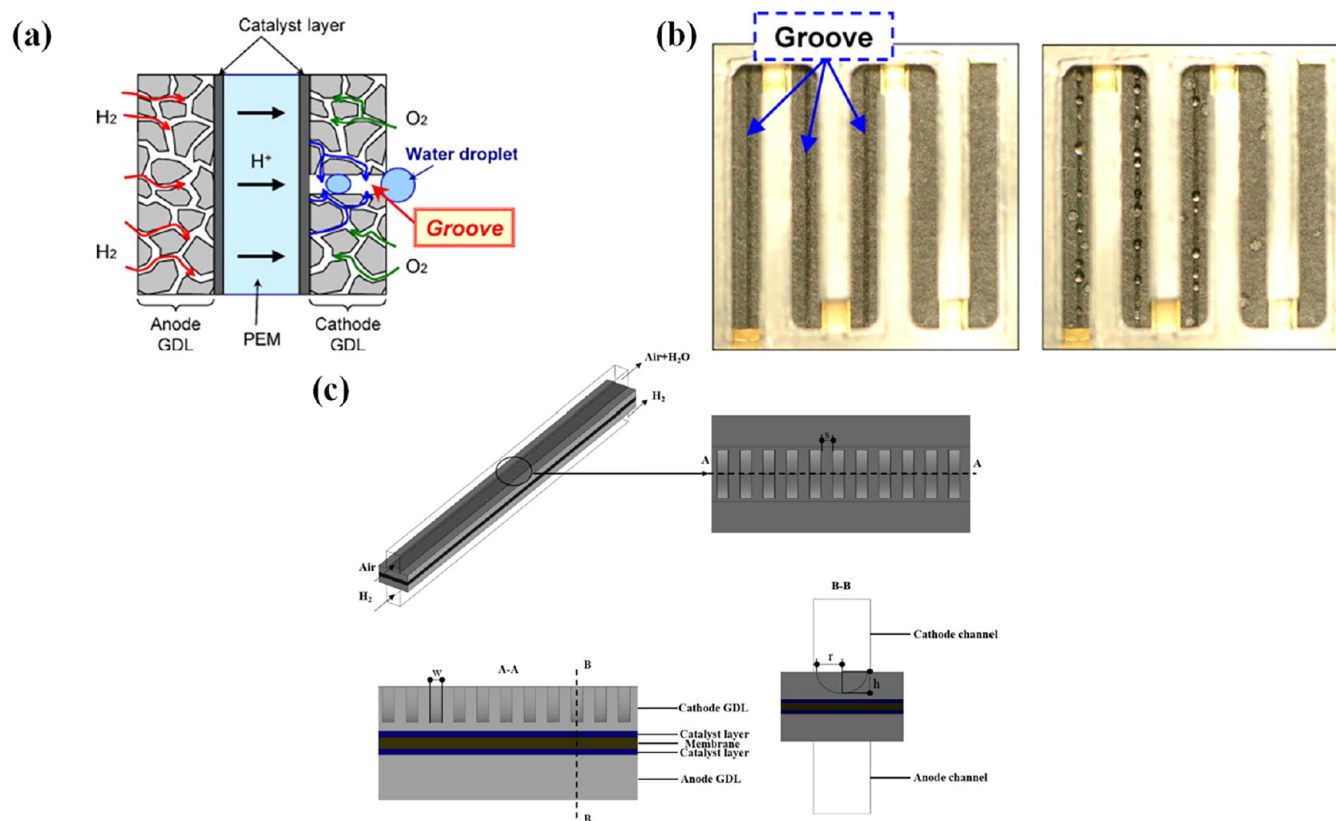 (a)
Catalyst layer
H2
H+
O2
Water droplet
Groove
H2
O2
Anode
GDL
PEM
Cathode
GDL
(b)
Groove
(c)
Air+H2O
H2
Air
H2
s
A
A
A-A
w
B
Cathode GDL
Catalyst layer
Membrane
Catalyst layer
Anode GDL
B
B-B
Cathode channel
r
h
Anode channel